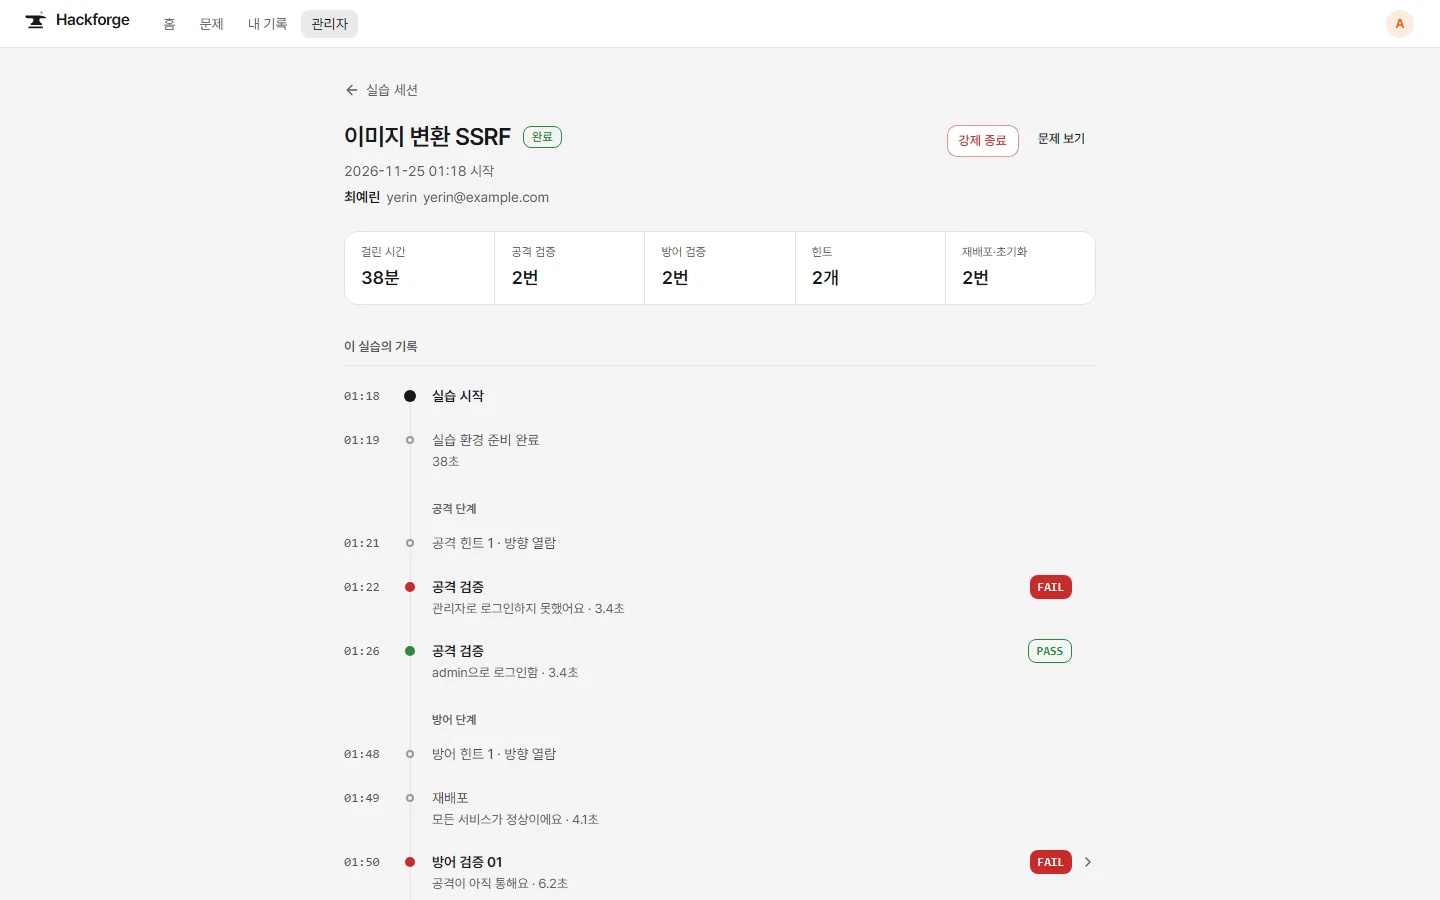 Hackforge 홈 문제 내 기록 관리자 A
← 실습 세션
이미지 변환 SSRF 완료 강제 종료 문제 보기
2026-11-25 01:18 시작
최예린 yerin yerin@example.com
걸린 시간 공격 검증 방어 검증 힌트 재배포·초기화
38분 2번 2번 2개 2번
이 실습의 기록
01:18 실습 시작
01:19 실습 환경 준비 완료
38초
공격 단계
01:21 공격 힌트 1 · 방향 열람
01:22 공격 검증 FAIL
관리자로 로그인하지 못했어요 · 3.4초
01:26 공격 검증 PASS
admin으로 로그인함 · 3.4초
방어 단계
01:48 방어 힌트 1 · 방향 열람
01:49 재배포
모든 서비스가 정상이에요 · 4.1초
01:50 방어 검증 01 FAIL
공격이 아직 통해요 · 6.2초